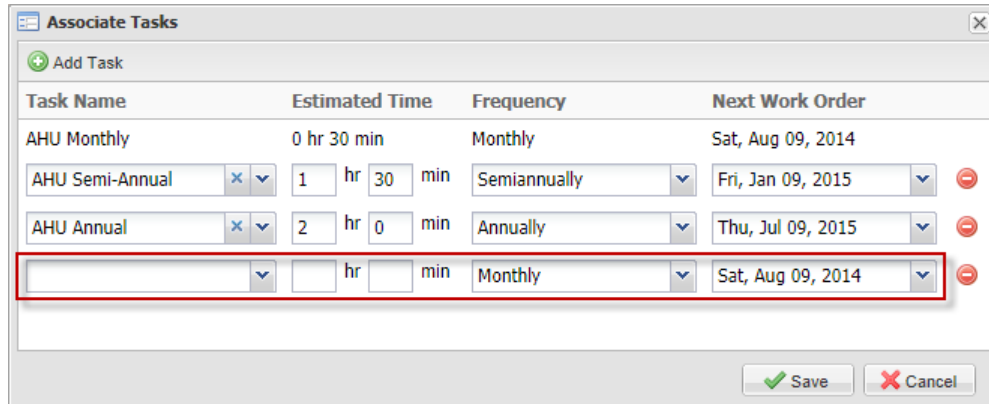 Associate Tasks
Add Task
Task Name Estimated Time Frequency Next Work Order
AHU Monthly 0 hr 30 min Monthly Sat, Aug 09, 2014
AHU Semi-Annual 1 hr 30 min Semiannually Fri, Jan 09, 2015
AHU Annual 2 hr 0 min Annually Thu, Jul 09, 2015
hr min Monthly Sat, Aug 09, 2014
Save Cancel